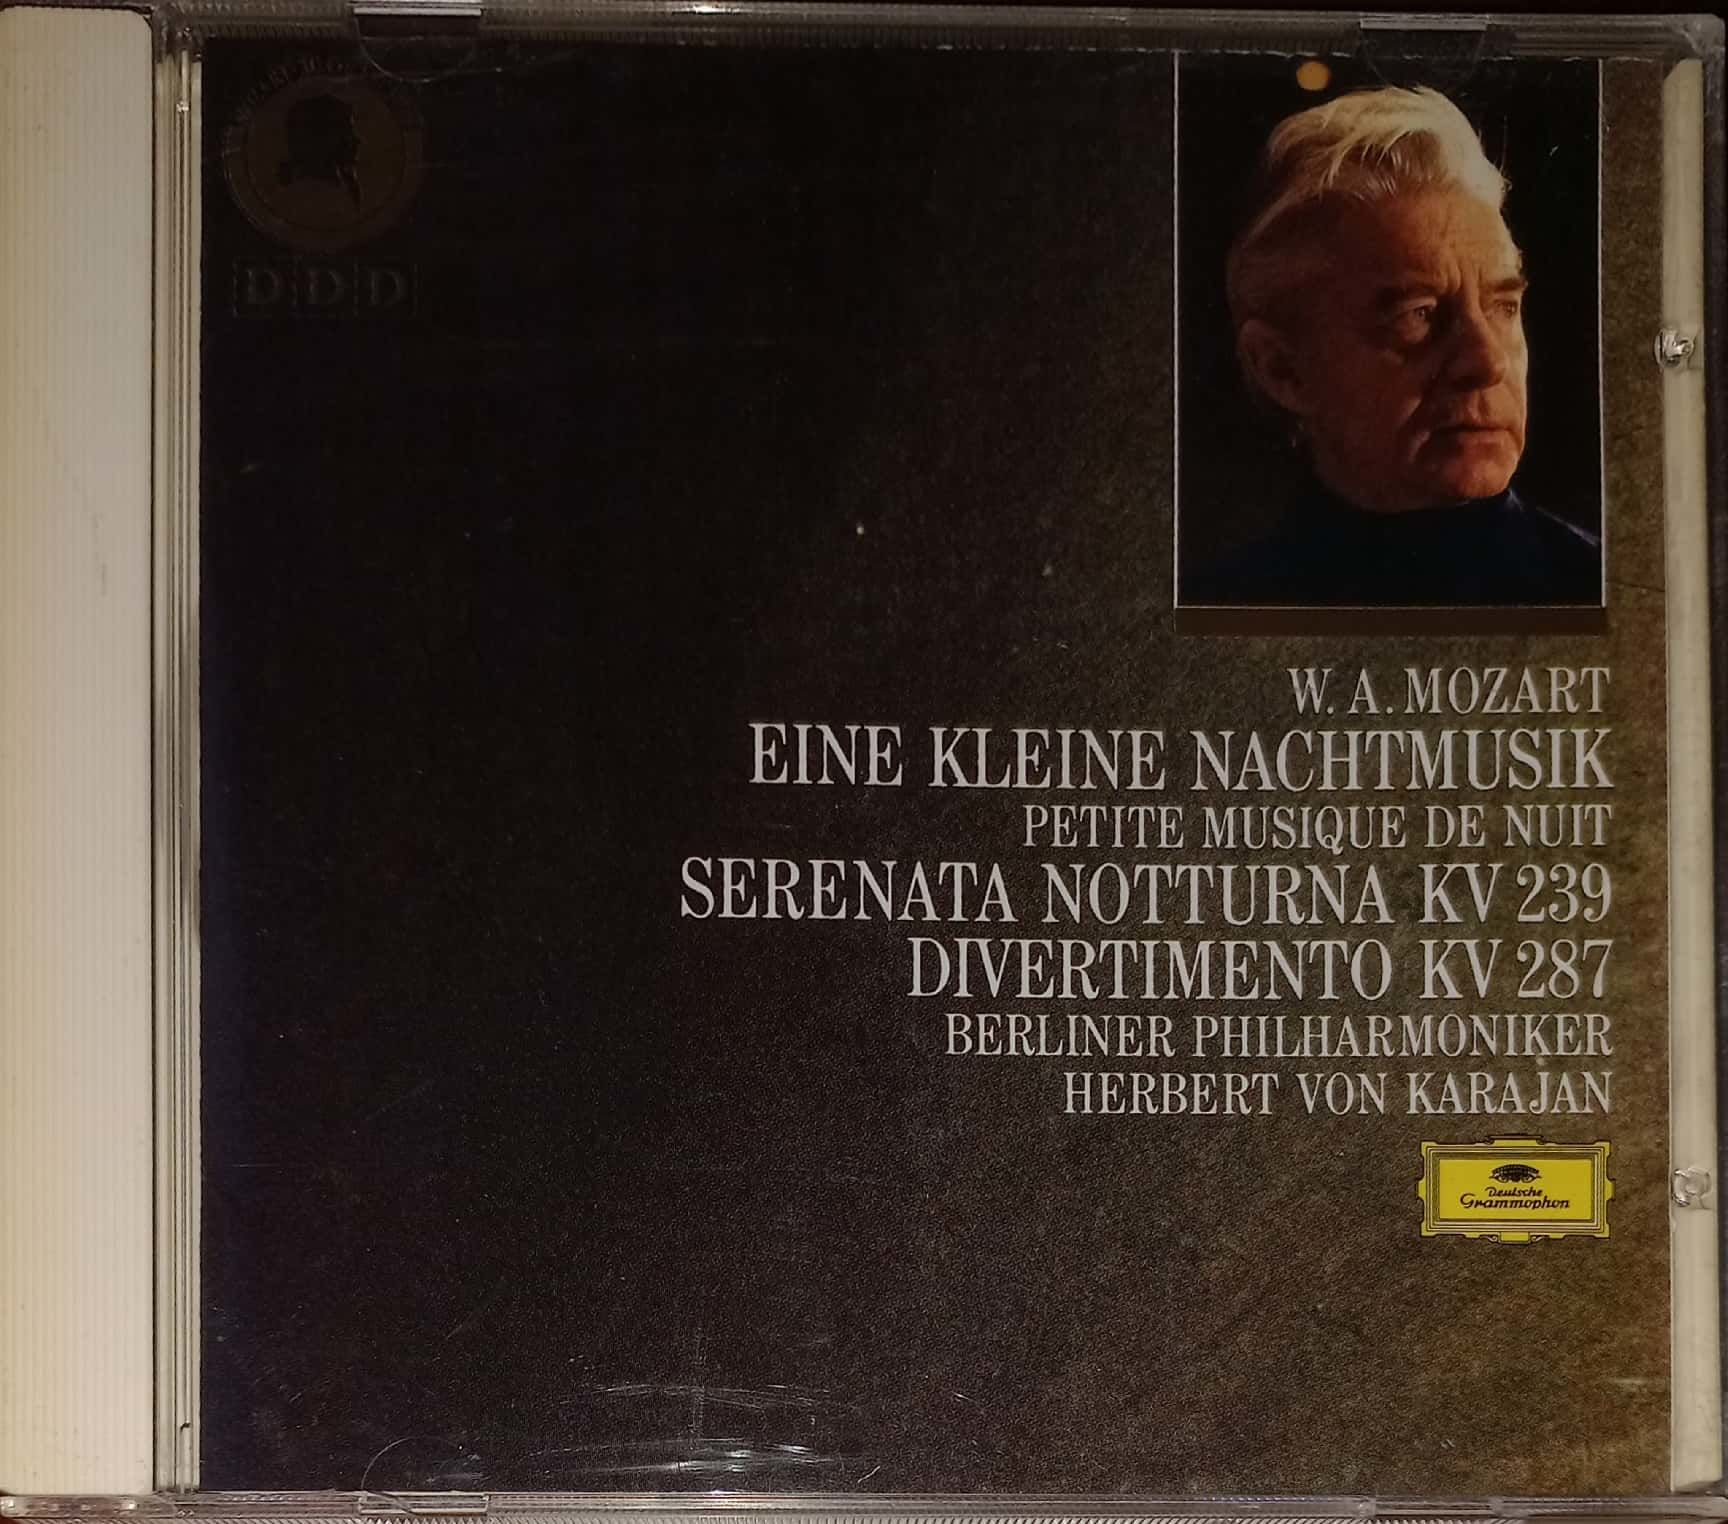 D D D
W. A. MOZART
EINE KLEINE NACHTMUSIK
PETITE MUSIQUE DE NUIT
SERENATA NOTTURNA KV 239
DIVERTIMENTO KV 287
BERLINER PHILHARMONIKER
HERBERT VON KARAJAN
Deutsche
Grammophon